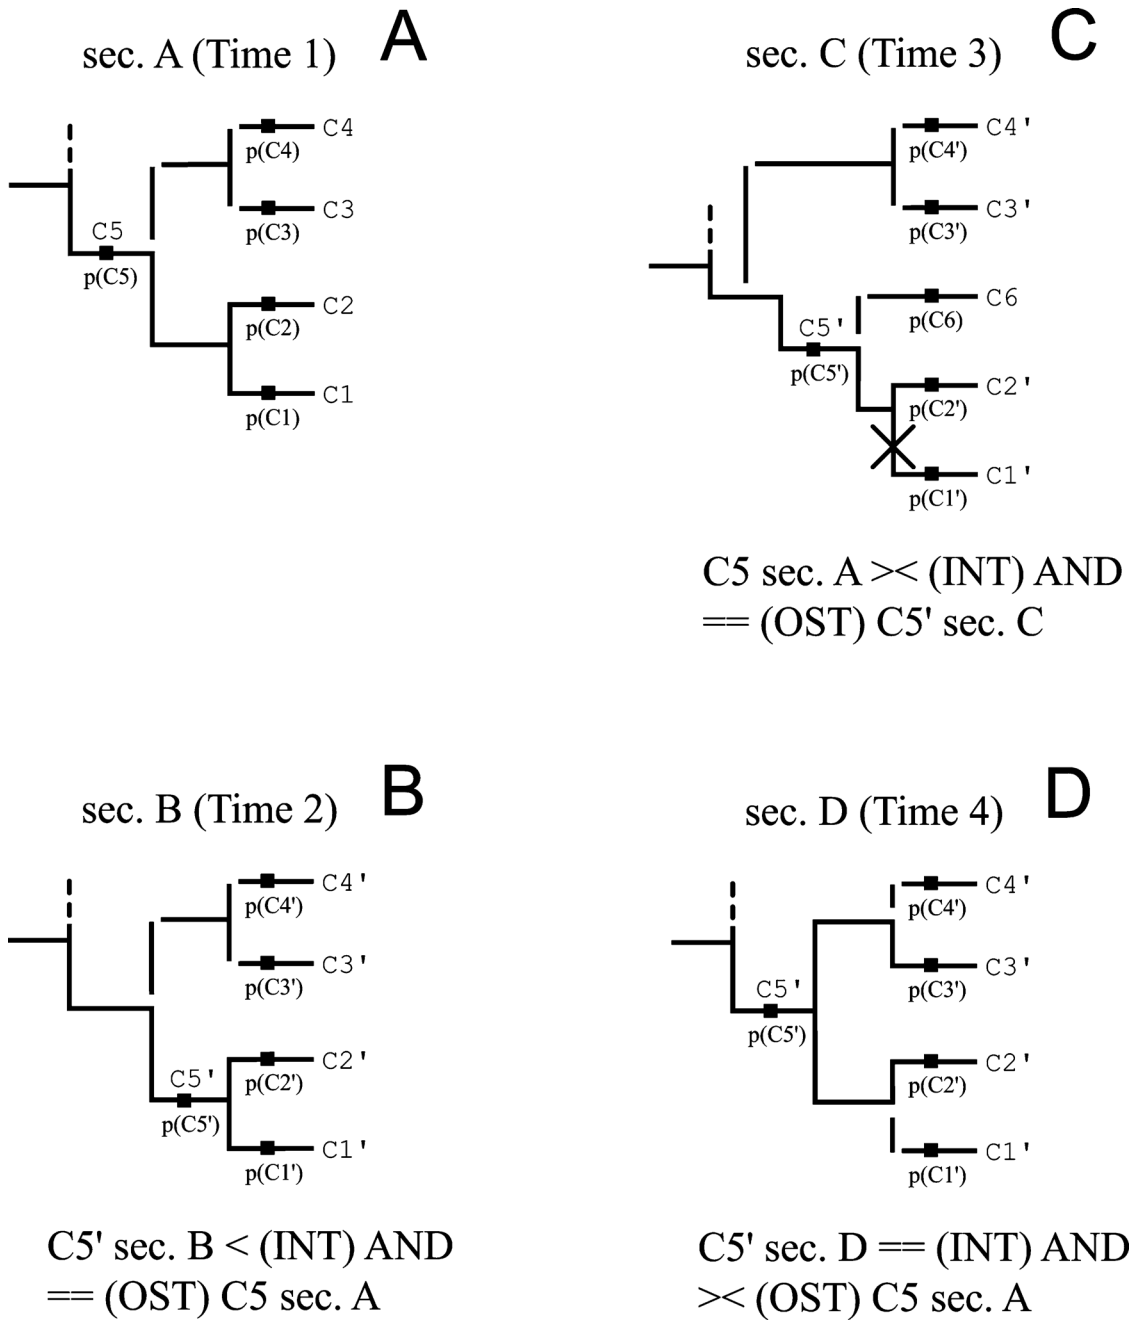 A
sec. A (Time 1)
C4
p(C4)
C3
p(C3)
C5
p(C5)
C2
p(C2)
C1
p(C1)
C
sec. C (Time 3)
C4'
p(C4')
C3'
p(C3')
C6
p(C6)
C5'
p(C5')
C2'
p(C2')
C1'
p(C1')
C5 sec. A >< (INT) AND
== (OST) C5' sec. C
B
sec. B (Time 2)
C4'
p(C4')
C3'
p(C3')
C2'
p(C2')
C5'
p(C5')
C1'
p(C1')
C5' sec. B < (INT) AND
== (OST) C5 sec. A
D
sec. D (Time 4)
C4'
p(C4')
C3'
p(C3')
C5'
p(C5')
C2'
p(C2')
C1'
p(C1')
C5' sec. D == (INT) AND
>< (OST) C5 sec. A